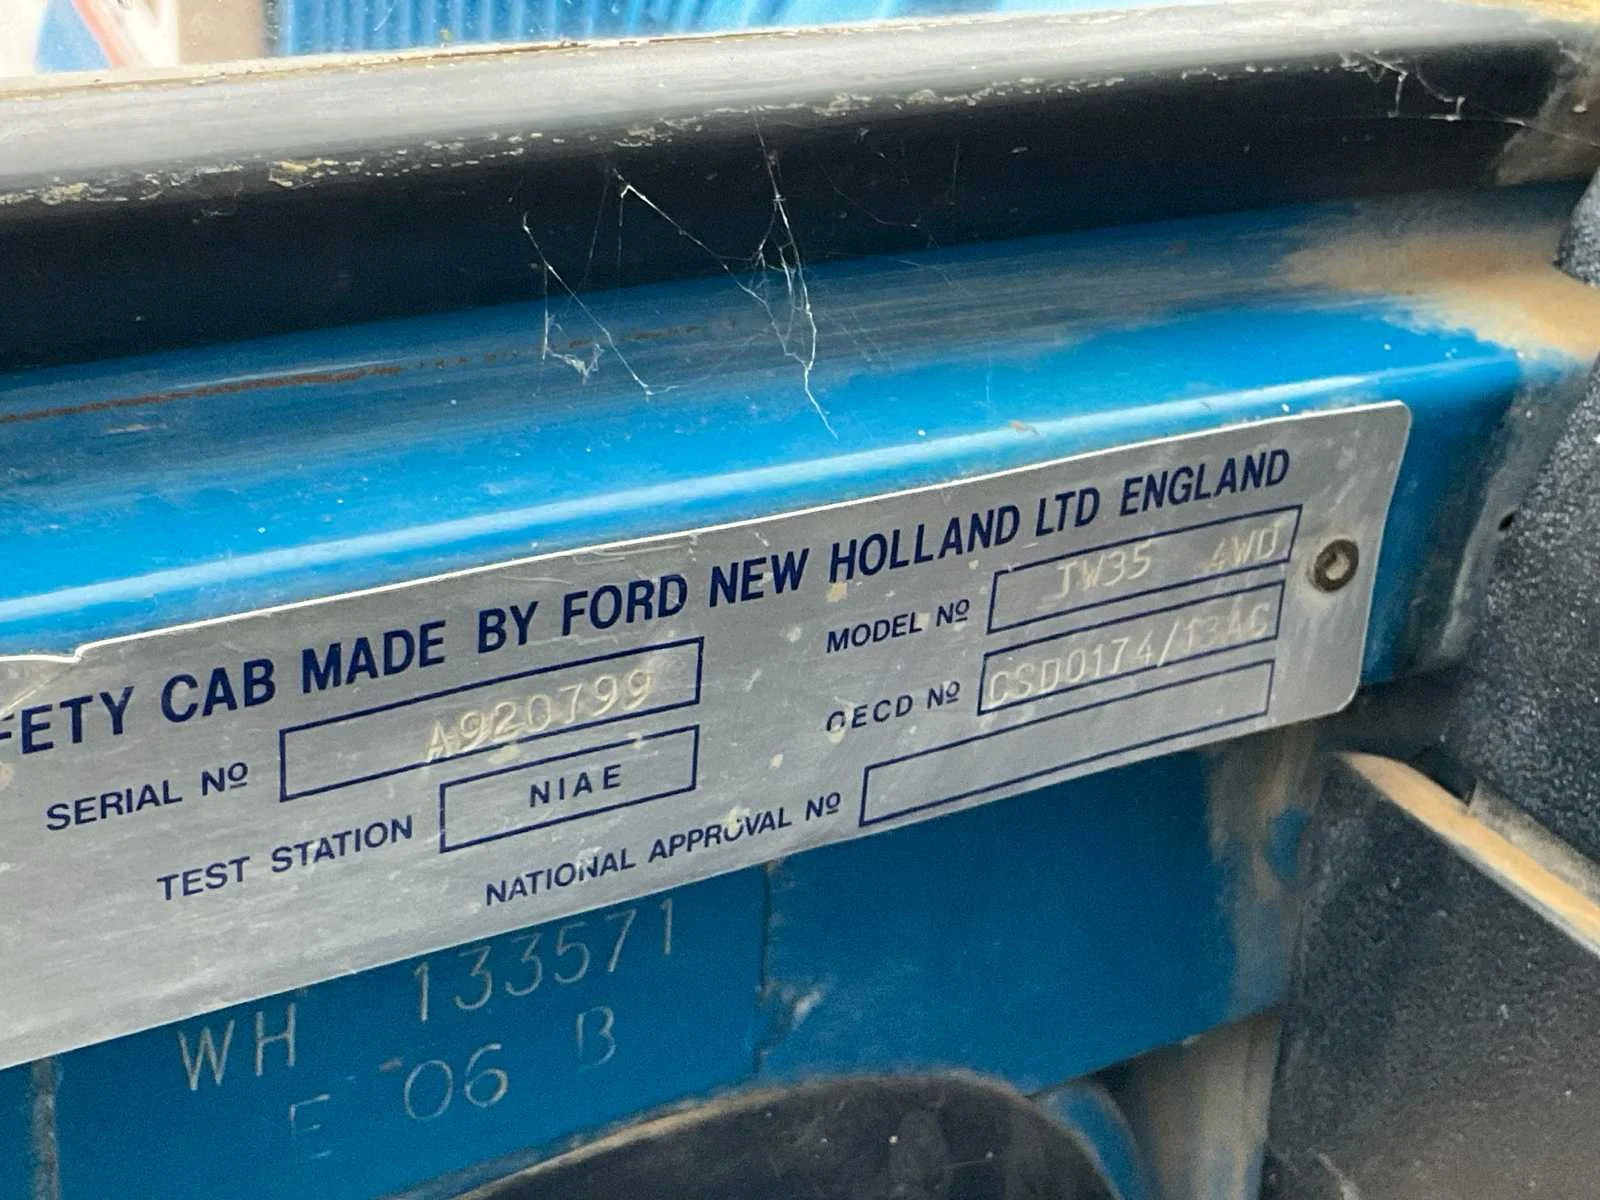 FETY CAB MADE BY FORD NEW HOLLAND LTD ENGLAND
SERIAL Nº A920799
MODEL Nº JW35 4WD
TEST STATION NIAE
OECD Nº CSD0174/13AC
NATIONAL APPROVAL Nº
WH 133571
E 06 B